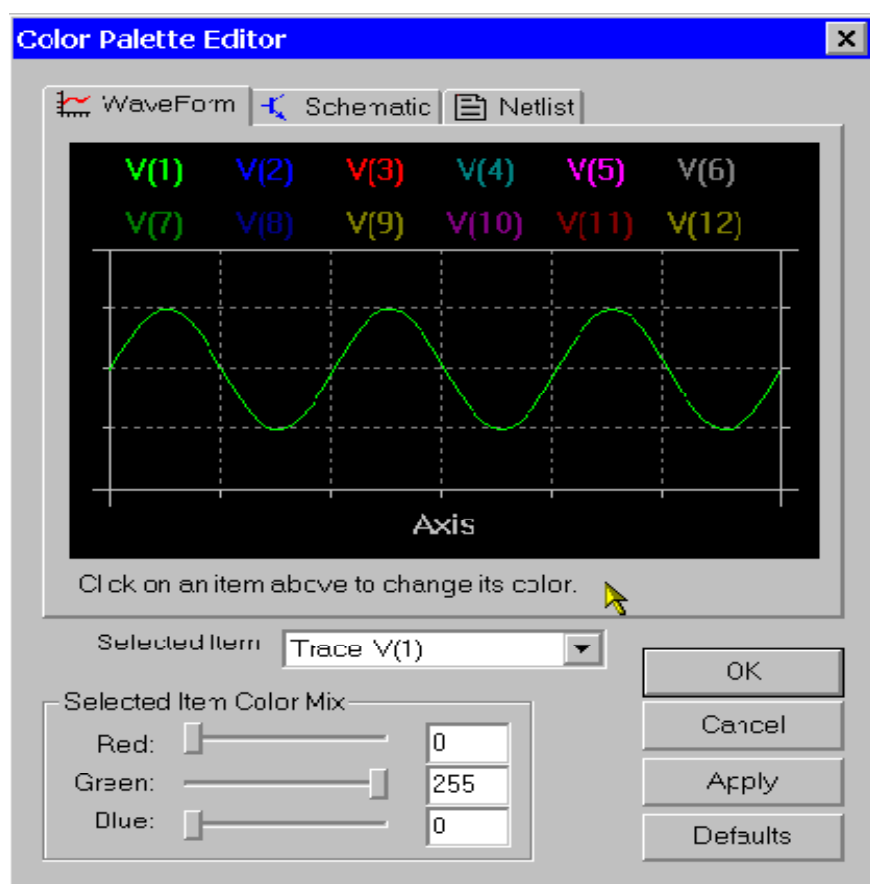 Color Palette Editor
WaveForm Schematic Netlist
V(1) V(2) V(3) V(4) V(5) V(6)
V(7) V(8) V(9) V(10) V(11) V(12)
Axis
Click on an item above to change its color.
Selected Item Trace V(1)
OK
Selected Item Color Mix
Cancel
Red: 0
Green: 255
Apply
Blue: 0
Defaults